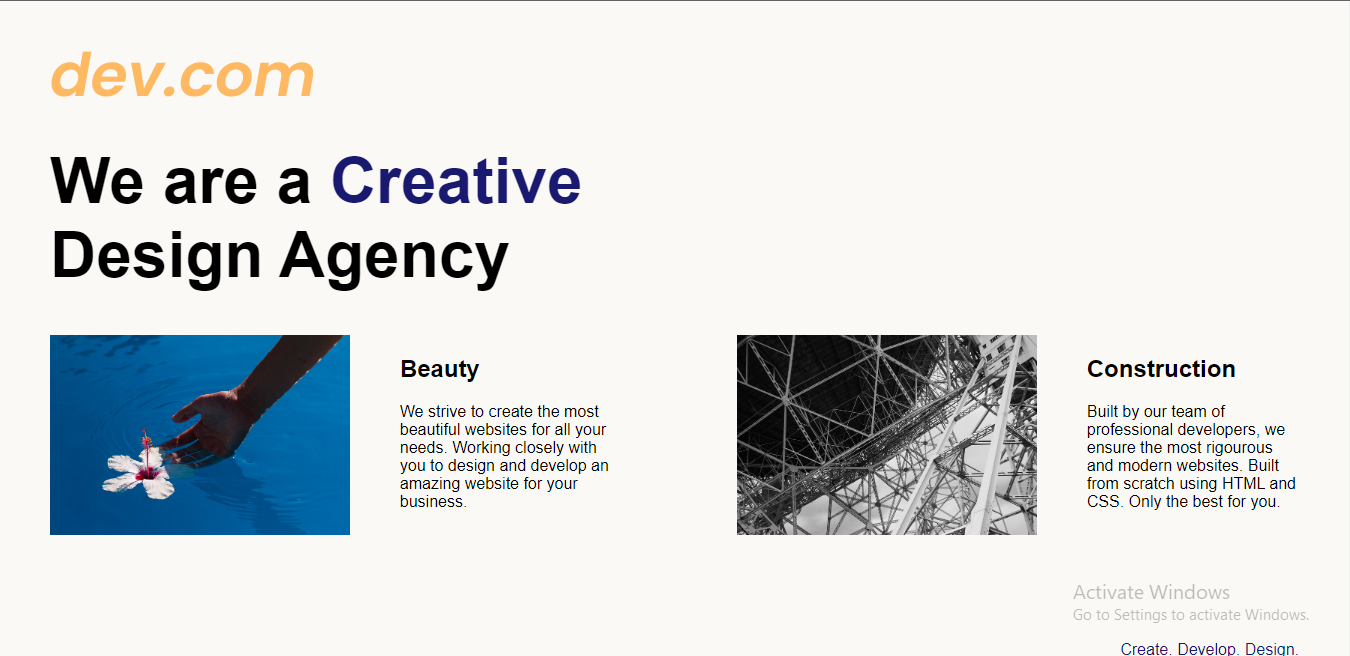 dev.com
We are a Creative
Design Agency
Beauty
We strive to create the most
beautiful websites for all your
needs. Working closely with
you to design and develop an
amazing website for your
business.
Construction
Built by our team of
professional developers, we
ensure the most rigourous
and modern websites. Built
from scratch using HTML and
CSS. Only the best for you.
Activate Windows
Go to Settings to activate Windows.
Create. Develop. Design.